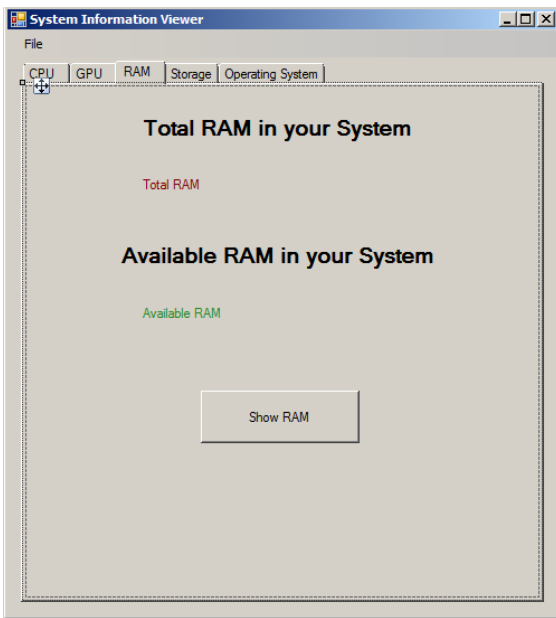 System Information Viewer
File
CPU GPU RAM Storage Operating System
Total RAM in your System
Total RAM
Available RAM in your System
Available RAM
Show RAM